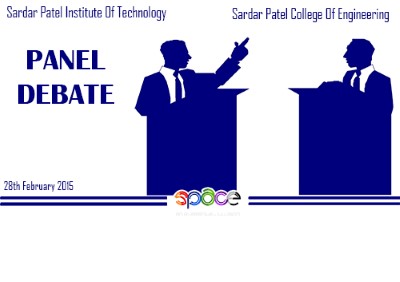 Sardar Patel Institute Of Technology
Sardar Patel College Of Engineering
PANEL
DEBATE
28th February 2015
space